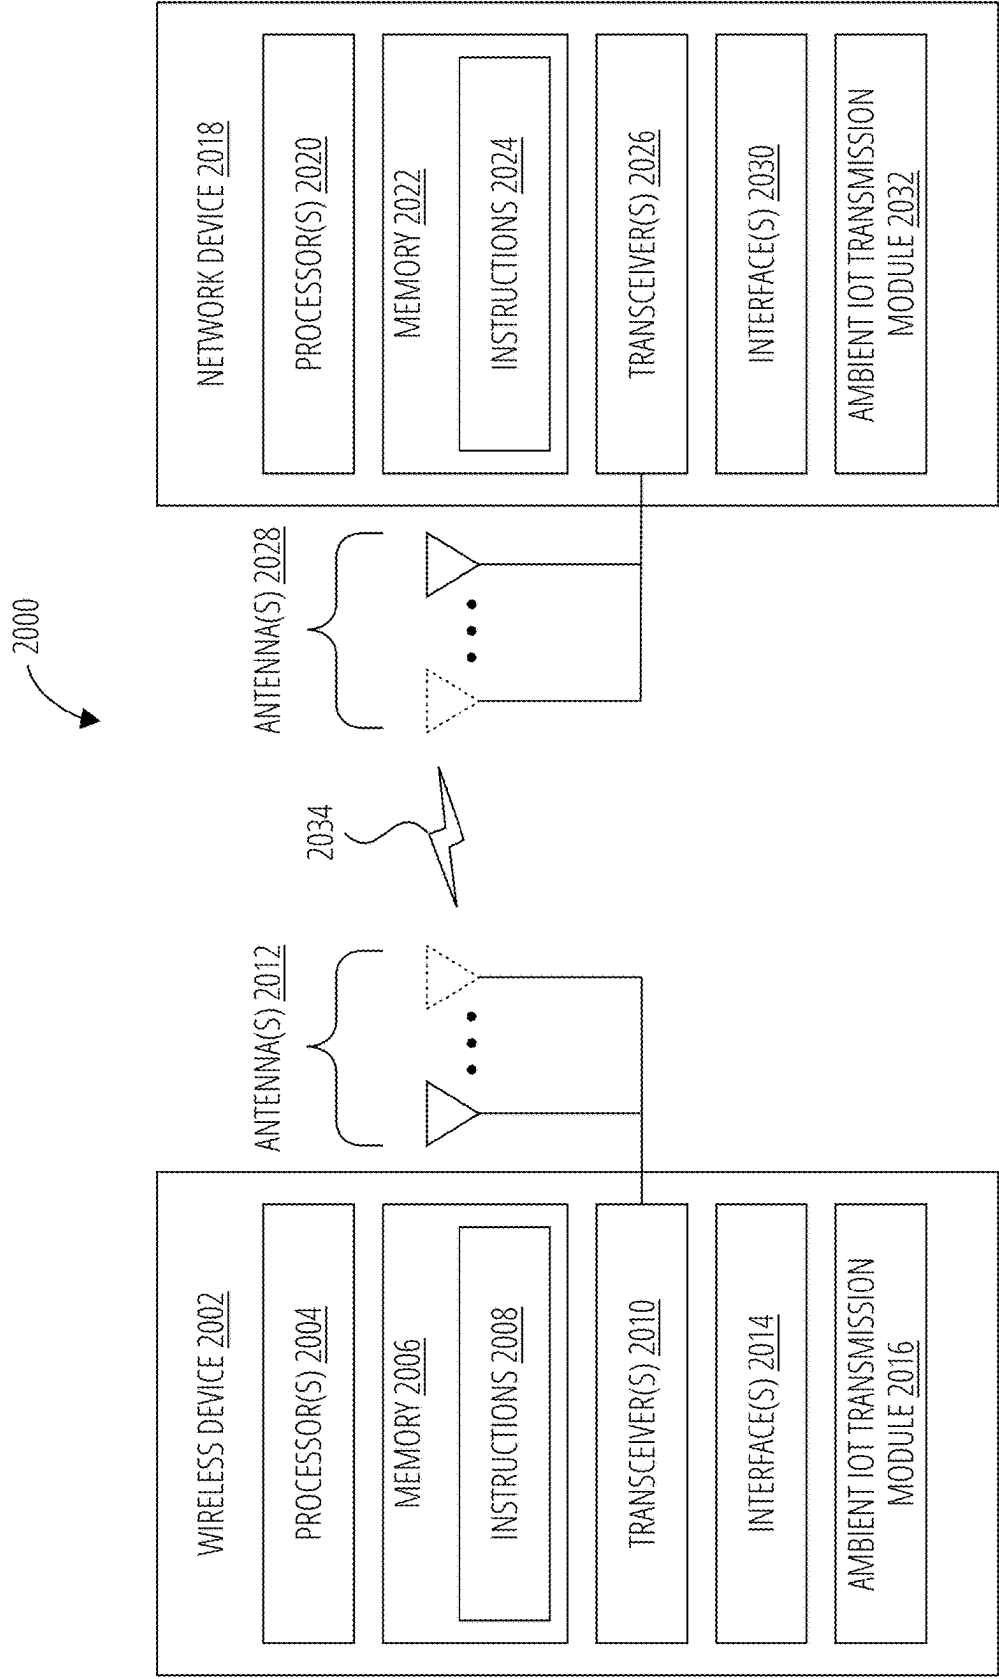 2000
WIRELESS DEVICE 2002
PROCESSOR(S) 2004
MEMORY 2006
INSTRUCTIONS 2008
TRANSCEIVER(S) 2010
INTERFACE(S) 2014
AMBIENT IOT TRANSMISSION
MODULE 2016
ANTENNA(S) 2012
2034
ANTENNA(S) 2028
NETWORK DEVICE 2018
PROCESSOR(S) 2020
MEMORY 2022
INSTRUCTIONS 2024
TRANSCEIVER(S) 2026
INTERFACE(S) 2030
AMBIENT IOT TRANSMISSION
MODULE 2032